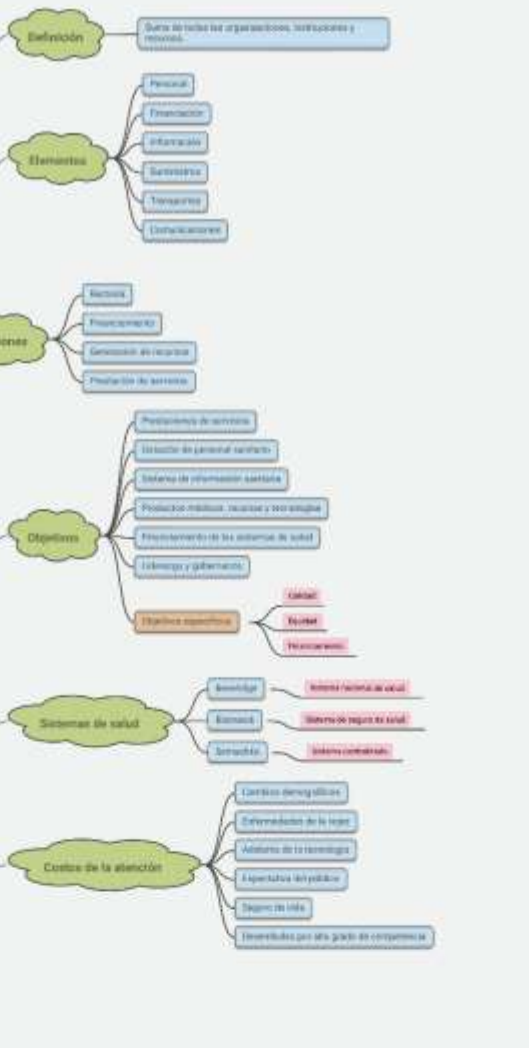 Definición
Suma de todas las organizaciones, instituciones y
recursos.
Elementos
Personal
Financiación
Información
Suministros
Transportes
Comunicaciones
ones
Rectoría
Financiamiento
Generación de recursos
Prestación de servicios
Objetivos
Prestaciones de servicios
Dotación de personal sanitario
Sistema de información sanitaria
Productos médicos, vacunas y tecnologías
Financiamiento de los sistemas de salud
Liderazgo y gobernanza
Objetivos específicos
Calidad
Equidad
Financiamiento
Sistemas de salud
Beveridge
Sistema nacional de salud
Bismarck
Sistema de seguro de salud
Semashko
Sistema centralizado
Costos de la atención
Cambios demográficos
Enfermedades de la vejez
Adelanto de la tecnología
Expectativa del público
Seguro de vida
por alto grado de competencia